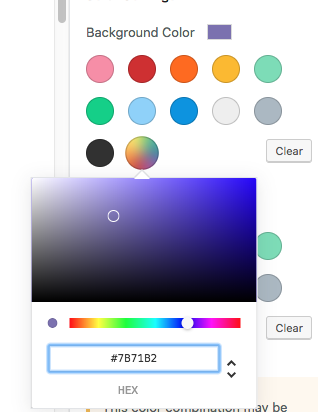 Background Color
Clear
Clear
#7B71B2
HEX
This color combination may be